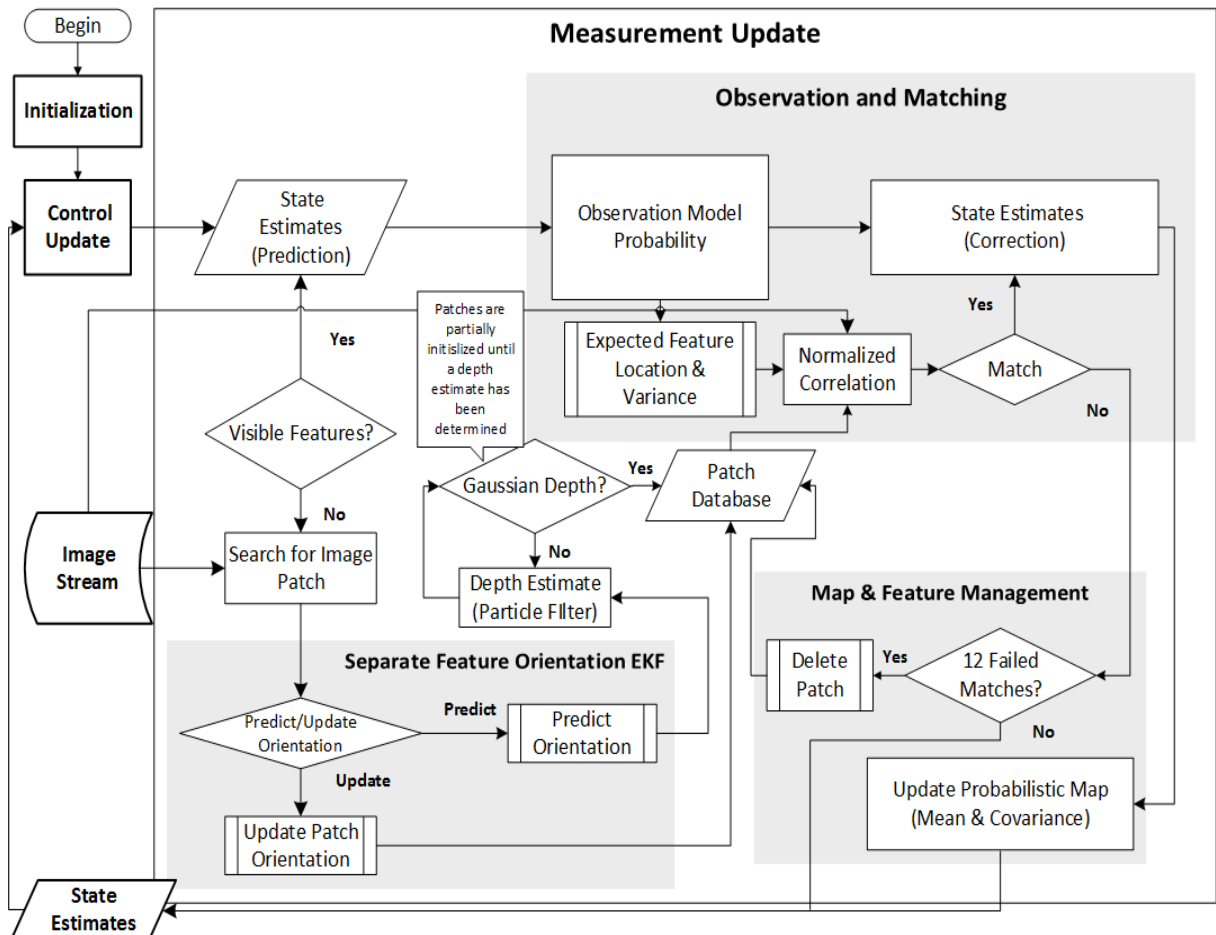 Begin
Measurement Update
Initialization
Observation and Matching
Control
Update
State
Estimates
(Prediction)
Observation Model
Probability
State Estimates
(Correction)
Patches are
partially
initislized until
a depth
estimate has
been
determined
Yes
Yes
Expected Feature
Location &
Variance
Normalized
Correlation
Match
No
Visible Features?
Gaussian Depth?
Yes
Patch
Database
No
Image
Stream
Search for Image
Patch
No
Depth Estimate
(Particle FIlter)
Map & Feature Management
Separate Feature Orientation EKF
Delete
Patch
Yes
12 Failed
Matches?
No
Predict/Update
Orientation
Predict
Predict
Orientation
Update
Update Patch
Orientation
Update Probabilistic Map
(Mean & Covariance)
State
Estimates